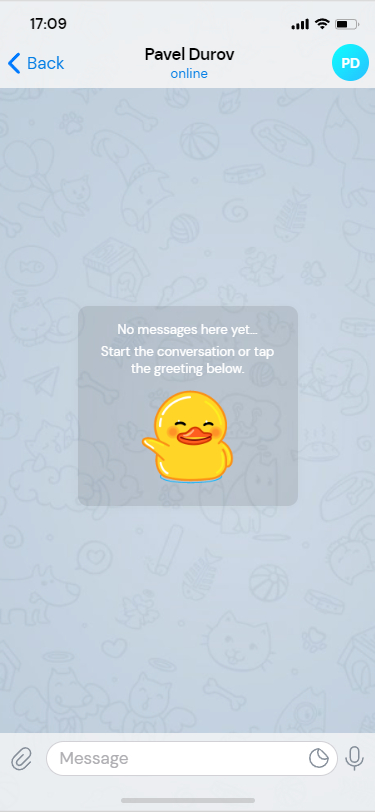 17:09
Back
Pavel Durov
online
PD
No messages here yet...
Start the conversation or tap
the greeting below.
Message